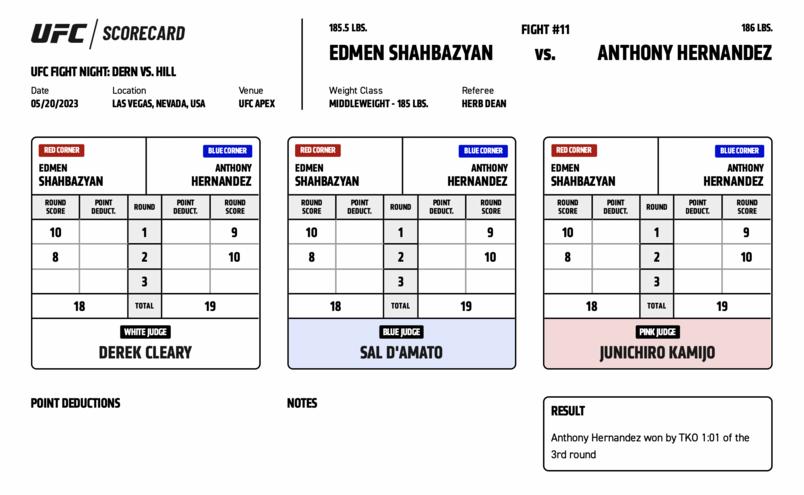 UFC / SCORECARD
UFC FIGHT NIGHT: DERN VS. HILL
Date Location Venue
05/20/2023 LAS VEGAS, NEVADA, USA UFC APEX
185.5 LBS. FIGHT #11 186 LBS.
EDMEN SHAHBAZYAN VS. ANTHONY HERNANDEZ
Weight Class Referee
MIDDLEWEIGHT - 185 LBS. HERB DEAN
RED CORNER BLUE CORNER
EDMEN ANTHONY
SHAHBAZYAN HERNANDEZ
ROUND SCORE POINT DEDUCT. ROUND POINT DEDUCT. ROUND SCORE
10 1 9
8 2 10
3
18 TOTAL 19
WHITE JUDGE
DEREK CLEARY
RED CORNER BLUE CORNER
EDMEN ANTHONY
SHAHBAZYAN HERNANDEZ
ROUND SCORE POINT DEDUCT. ROUND POINT DEDUCT. ROUND SCORE
10 1 9
8 2 10
3
18 TOTAL 19
BLUE JUDGE
SAL D'AMATO
RED CORNER BLUE CORNER
EDMEN ANTHONY
SHAHBAZYAN HERNANDEZ
ROUND SCORE POINT DEDUCT. ROUND POINT DEDUCT. ROUND SCORE
10 1 9
8 2 10
3
18 TOTAL 19
PINK JUDGE
JUNICHIRO KAMIJO
POINT DEDUCTIONS
NOTES
RESULT
Anthony Hernandez won by TKO 1:01 of the
3rd round